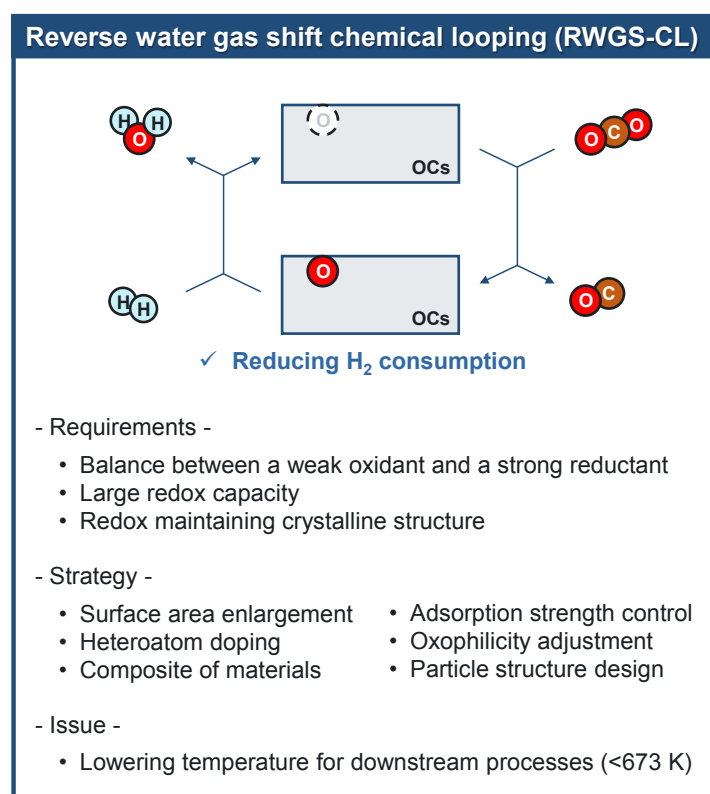 Reverse water gas shift chemical looping (RWGS-CL)
H H O
O
OCs
O C O
H H
O
OCs
O C
✓ Reducing H₂ consumption
- Requirements -
• Balance between a weak oxidant and a strong reductant
• Large redox capacity
• Redox maintaining crystalline structure
- Strategy -
• Surface area enlargement
• Heteroatom doping
• Composite of materials
• Adsorption strength control
• Oxophilicity adjustment
• Particle structure design
- Issue -
• Lowering temperature for downstream processes (<673 K)